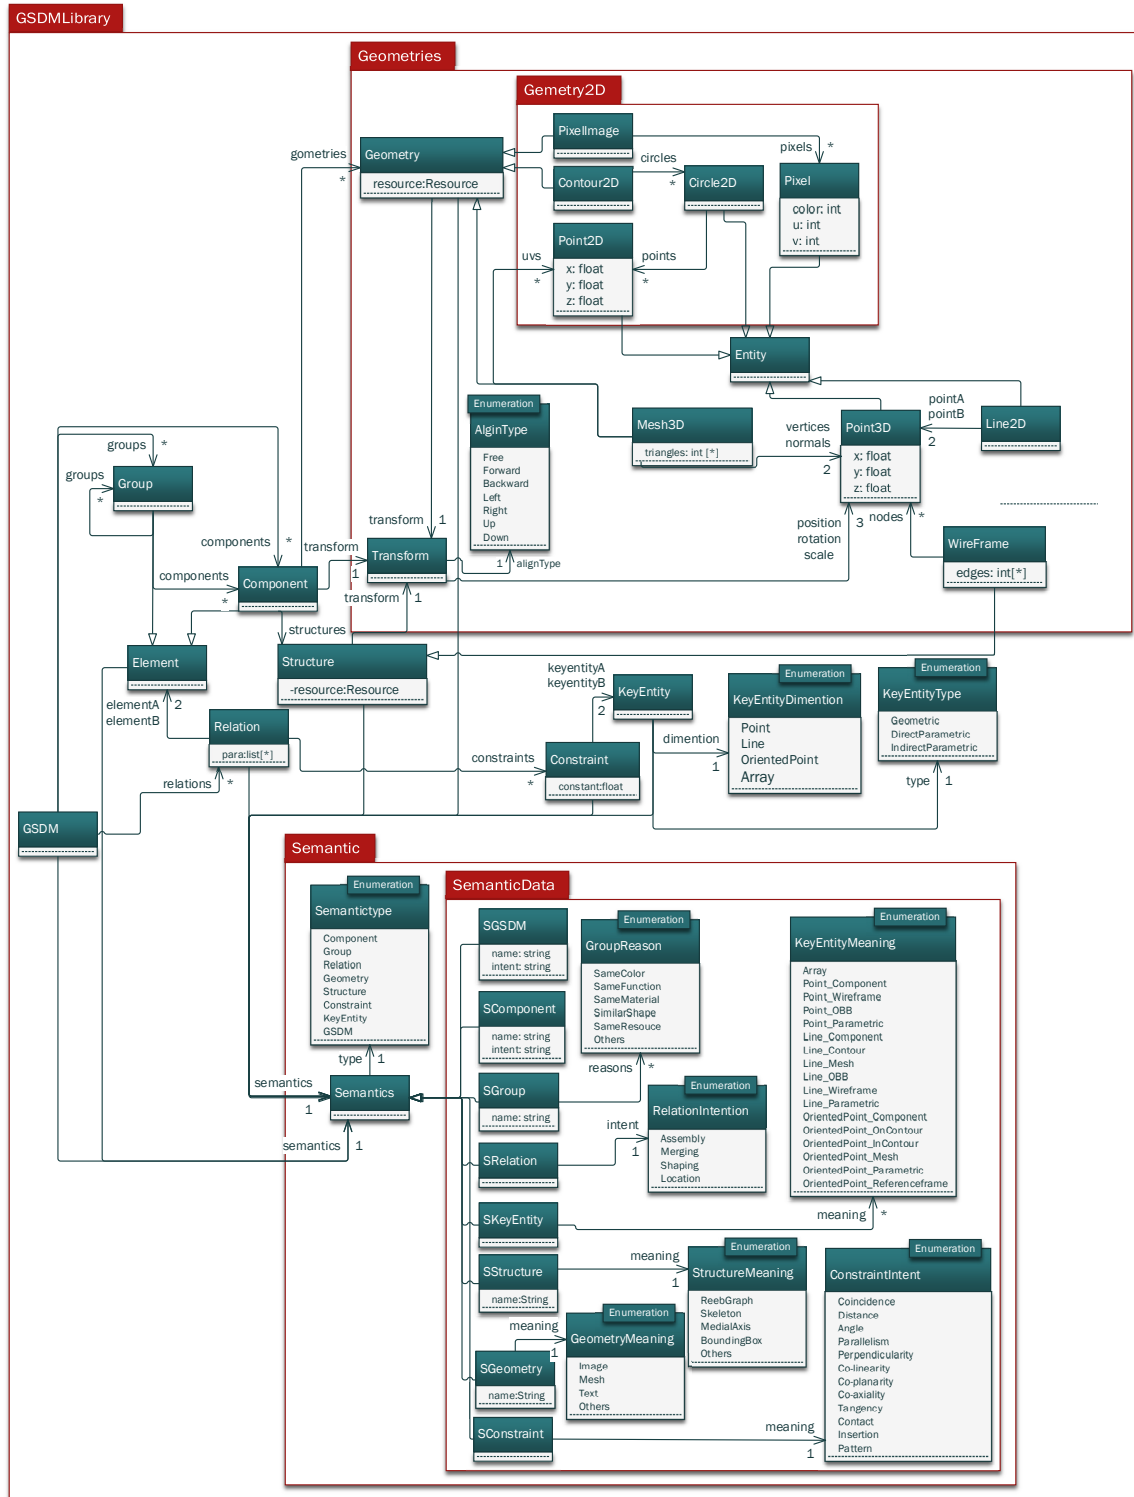 GSDMLibrary
Geometries
Gemetry2D
PixelImage
pixels
*
gometries
*
Geometry
resource:Resource
Contour2D
circles
*
Circle2D
Pixel
color: int
u: int
v: int
Point2D
x: float
y: float
z: float
uvs
*
points
*
Entity
Enumeration
AlginType
Free
Forward
Backward
Left
Right
Up
Down
Mesh3D
triangles: int [*]
vertices
normals
2
Point3D
x: float
y: float
z: float
pointA
pointB
2
Line2D
groups
*
groups
*
Group
components
*
components
*
Component
transform
1
transform
1
Transform
transform
1
1
alignType
position
rotation
scale
3
nodes
*
WireFrame
edges: int[*]
structures
Element
Structure
-resource:Resource
elementA
elementB
2
Relation
para:list[*]
relations
*
keyentityA
keyentityB
2
KeyEntity
dimention
1
Enumeration
KeyEntityDimention
Point
Line
OrientedPoint
Array
Enumeration
KeyEntityType
Geometric
DirectParametric
IndirectParametric
type
1
constraints
*
Constraint
constant:float
GSDM
Semantic
Enumeration
Semantictype
Component
Group
Relation
Geometry
Structure
Constraint
KeyEntity
GSDM
type
1
semantics
1
Semantics
semantics
1
SemanticData
SGSDM
name: string
intent: string
Enumeration
GroupReason
SameColor
SameFunction
SameMaterial
SimilarShape
SameResouce
Others
reasons
*
Enumeration
KeyEntityMeaning
Array
Point_Component
Point_Wireframe
Point_OBB
Point_Parametric
Line_Component
Line_Contour
Line_Mesh
Line_OBB
Line_Wireframe
Line_Parametric
OrientedPoint_Component
OrientedPoint_OnContour
OrientedPoint_InContour
OrientedPoint_Mesh
OrientedPoint_Parametric
OrientedPoint_Referenceframe
meaning
*
SComponent
name: string
intent: string
SGroup
name: string
SRelation
intent
1
Enumeration
RelationIntention
Assembly
Merging
Shaping
Location
SKeyEntity
SStructure
name:String
meaning
1
Enumeration
StructureMeaning
ReebGraph
Skeleton
MedialAxis
BoundingBox
Others
meaning
1
SGeometry
name:String
Enumeration
GeometryMeaning
Image
Mesh
Text
Others
SConstraint
meaning
1
Enumeration
ConstraintIntent
Coincidence
Distance
Angle
Parallelism
Perpendicularity
Co-linearity
Co-planarity
Co-axiality
Tangency
Contact
Insertion
Pattern